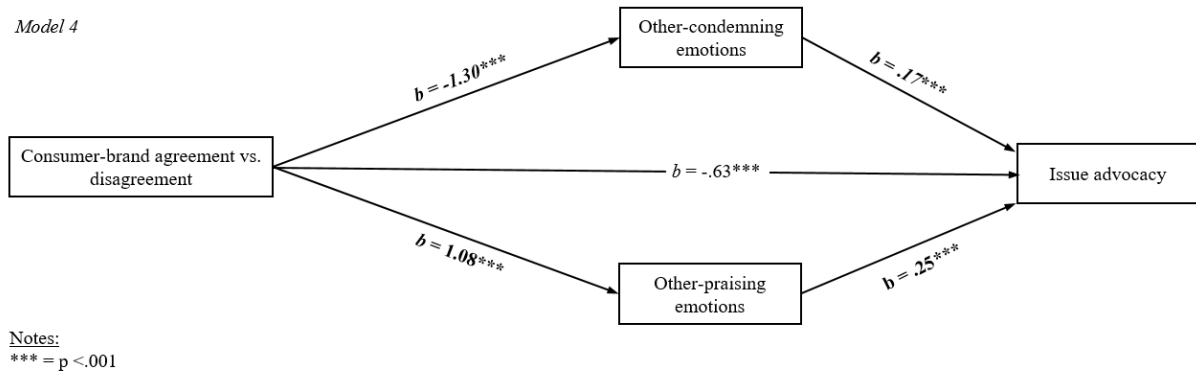 Model 4
Other-condemning
emotions
b = -1.30***
b = .17***
Consumer-brand agreement vs.
disagreement
b = -.63***
Issue advocacy
b = 1.08***
b = .25***
Other-praising
emotions
Notes:
*** = p <.001